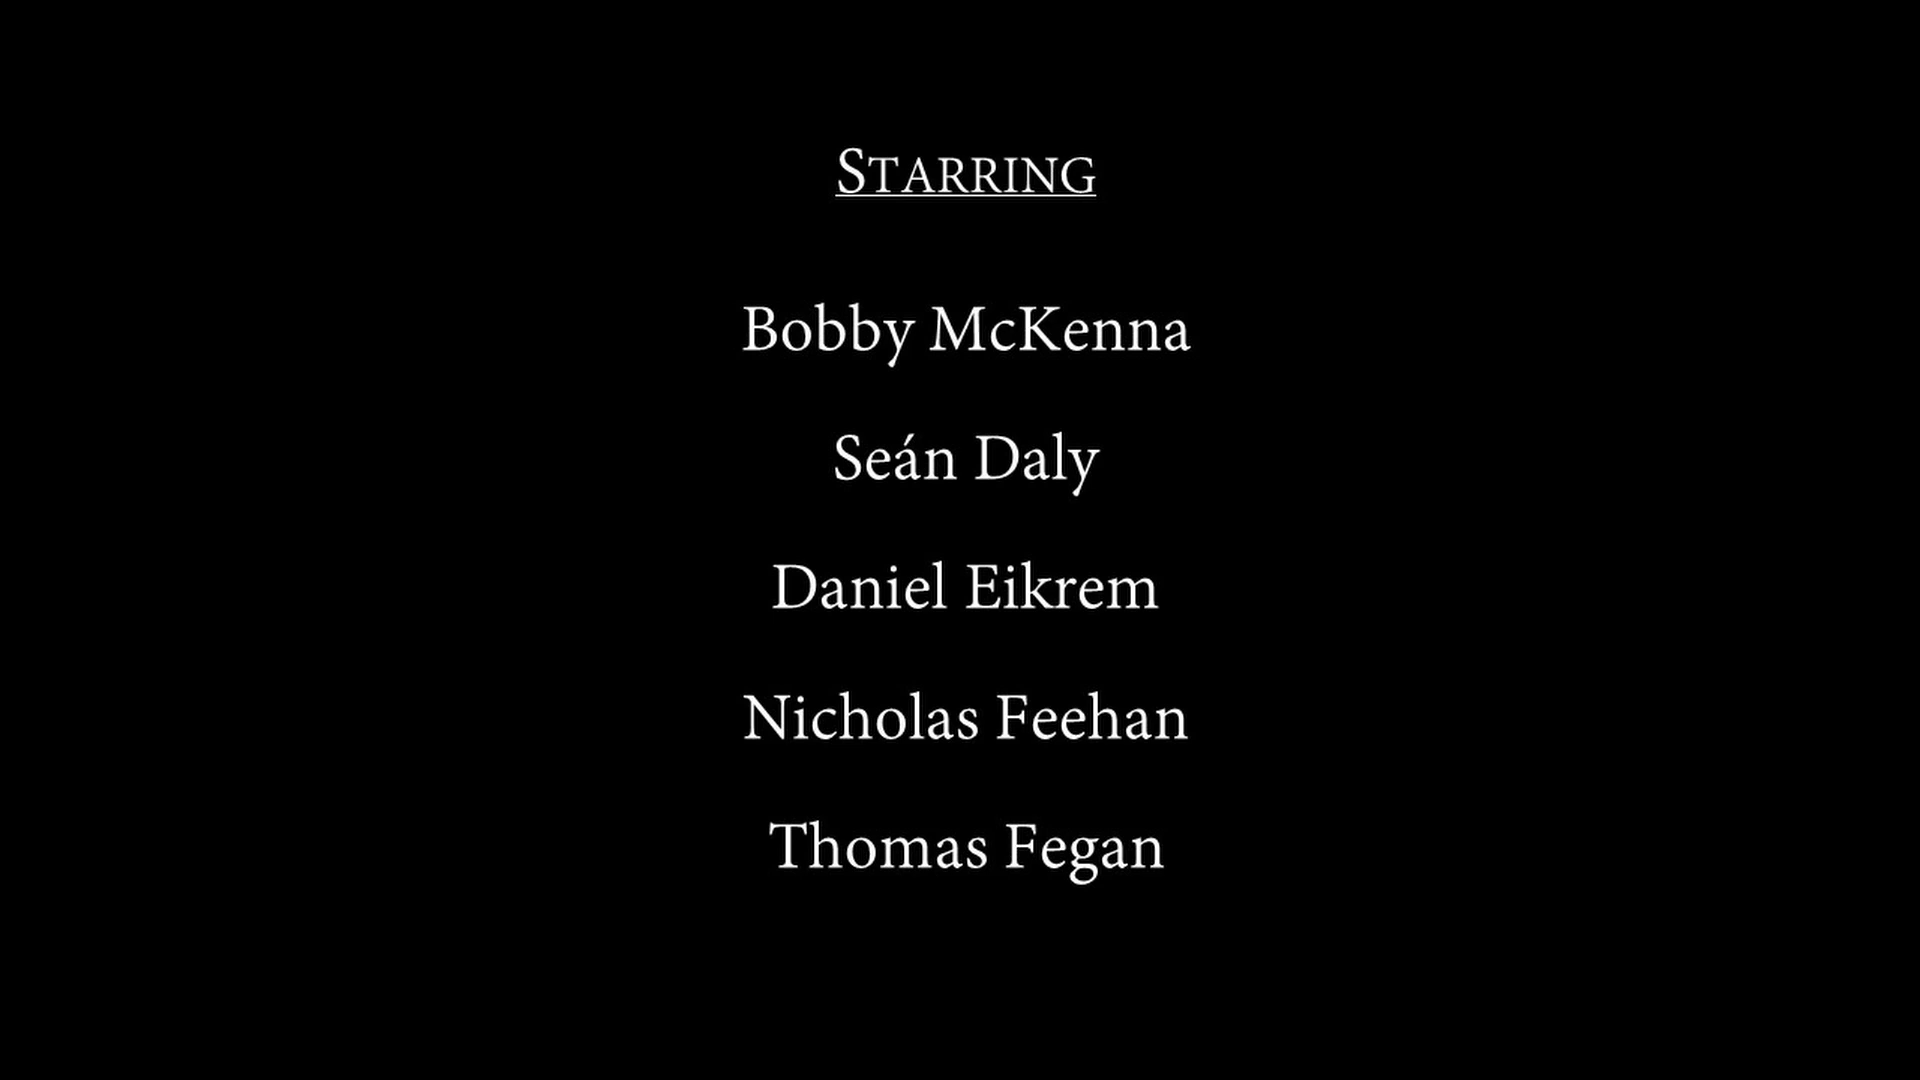 STARRING
Bobby McKenna
Seán Daly
Daniel Eikrem
Nicholas Feehan
Thomas Fegan